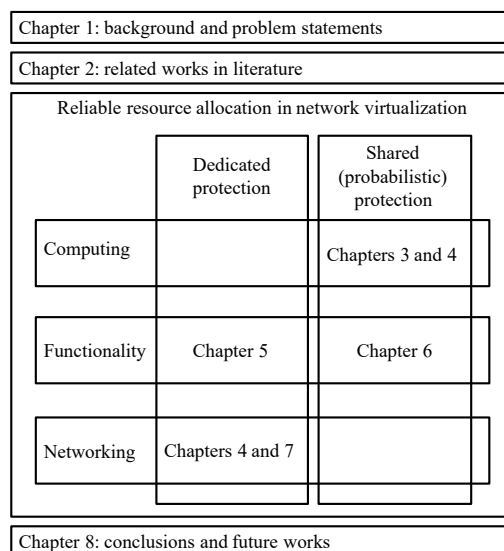 Chapter 1: background and problem statements
Chapter 2: related works in literature
Reliable resource allocation in network virtualization
Dedicated
protection
Shared
(probabilistic)
protection
Computing
Chapters 3 and 4
Functionality
Chapter 5
Chapter 6
Networking
Chapters 4 and 7
Chapter 8: conclusions and future works